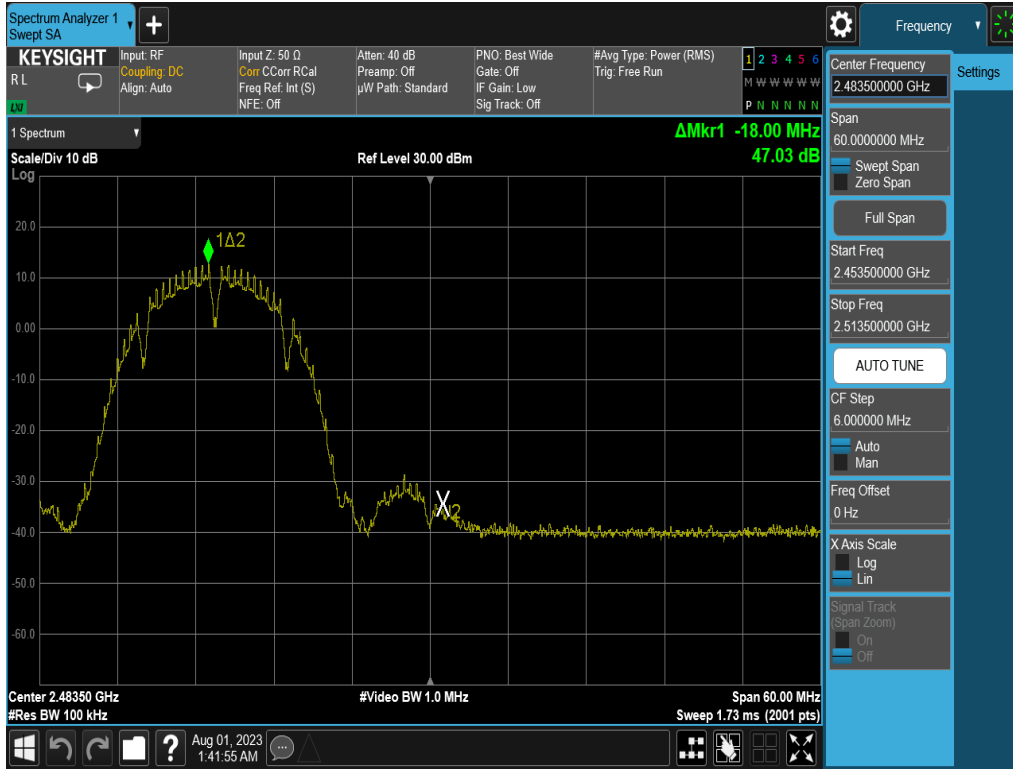 Spectrum Analyzer 1
Swept SA
Frequency
KEYSIGHT
R L
LXI
Input: RF
Coupling: DC
Align: Auto
Input Z: 50 Ω
Corr CCorr RCal
Freq Ref: Int (S)
NFE: Off
Atten: 40 dB
Preamp: Off
µW Path: Standard
PNO: Best Wide
Gate: Off
IF Gain: Low
Sig Track: Off
#Avg Type: Power (RMS)
Trig: Free Run
1 2 3 4 5 6
M W W W W W
P N N N N N
1 Spectrum
Scale/Div 10 dB
Log
Ref Level 30.00 dBm
ΔMkr1 -18.00 MHz
47.03 dB
1Δ2
20.0
10.0
0.00
-10.0
-20.0
-30.0
-40.0
-50.0
-60.0
X2
Center 2.48350 GHz
#Res BW 100 kHz
#Video BW 1.0 MHz
Span 60.00 MHz
Sweep 1.73 ms (2001 pts)
Center Frequency
2.483500000 GHz
Settings
Span
60.0000000 MHz
Swept Span
Zero Span
Full Span
Start Freq
2.453500000 GHz
Stop Freq
2.513500000 GHz
AUTO TUNE
CF Step
6.000000 MHz
Auto
Man
Freq Offset
0 Hz
X Axis Scale
Log
Lin
Signal Track
(Span Zoom)
On
Off
?
Aug 01, 2023
1:41:55 AM